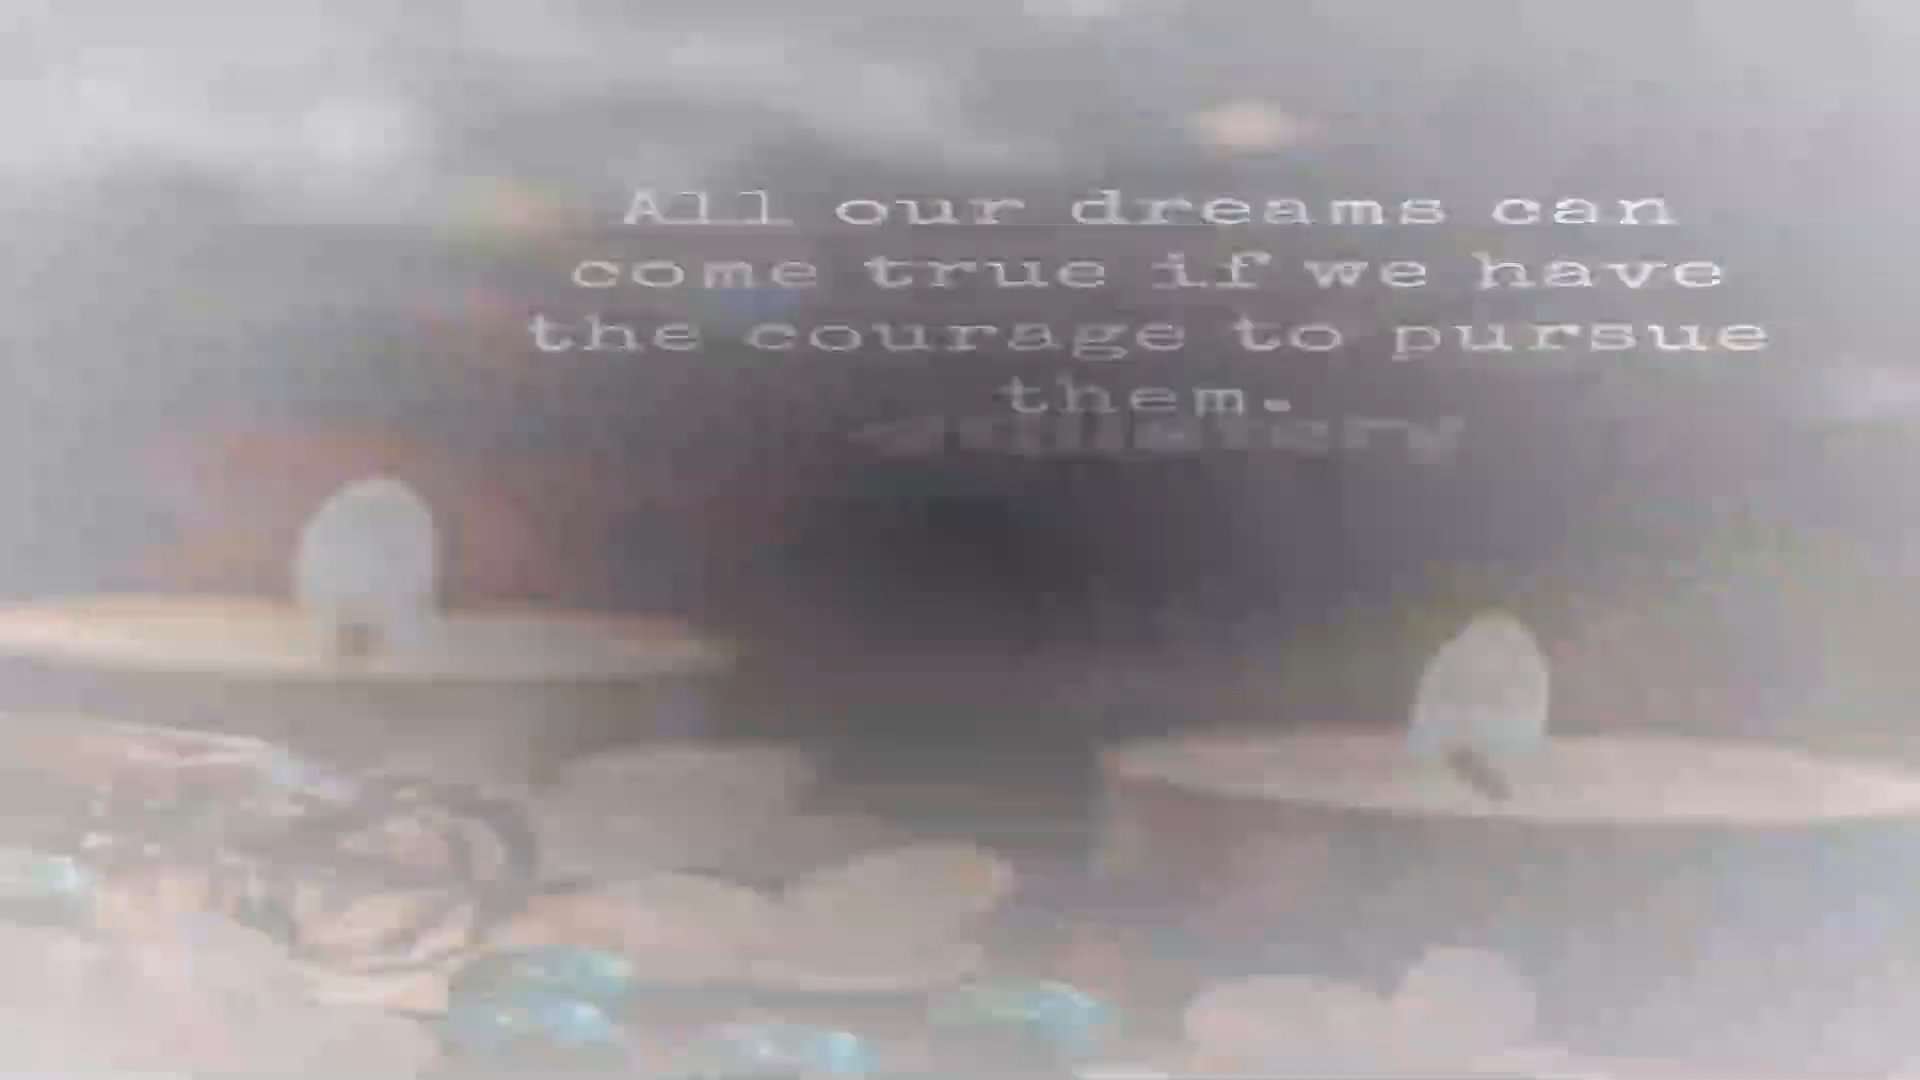 All our dreams can
come true if we have
the courage to pursue
them.